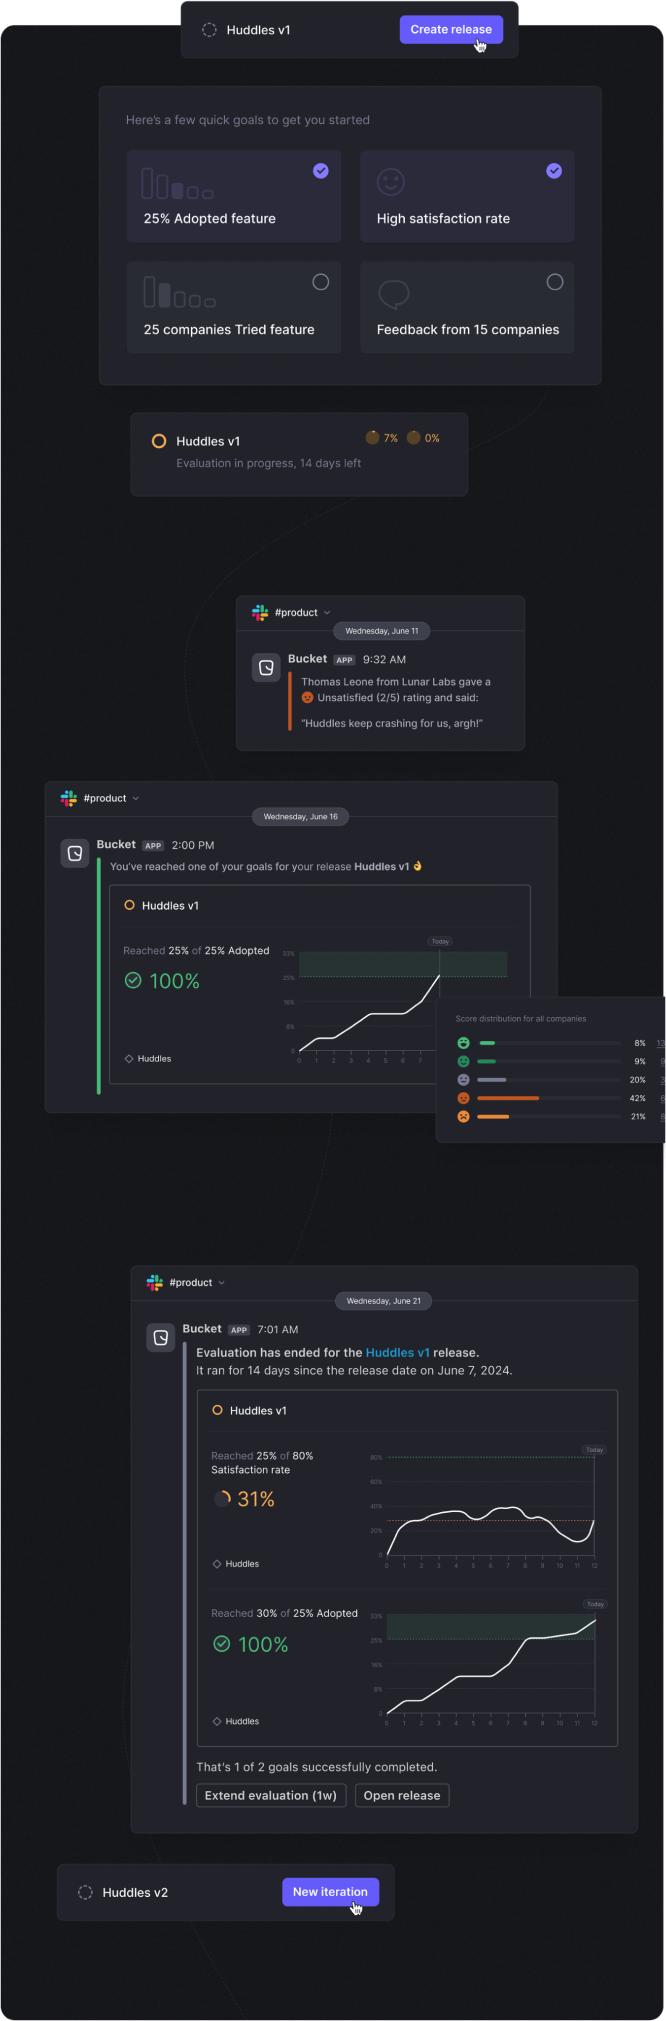 Huddles v1
Create release
Here's a few quick goals to get you started
25% Adopted feature
High satisfaction rate
25 companies Tried feature
Feedback from 15 companies
Huddles v1
7%
0%
Evaluation in progress, 14 days left
#product
Wednesday, June 11
Bucket APP 9:32 AM
Thomas Leone from Lunar Labs gave a
Unsatisfied (2/5) rating and said:
"Huddles keep crashing for us, argh!"
#product
Wednesday, June 16
Bucket APP 2:00 PM
You've reached one of your goals for your release Huddles v1 👌
Huddles v1
Reached 25% of 25% Adopted
100%
Huddles
Today
33%
25%
16%
8%
0
0 1 2 3 4 5 6 7
Score distribution for all companies
8% 13
9% 9
20% 3
42% 6
21% 8
#product
Wednesday, June 21
Bucket APP 7:01 AM
Evaluation has ended for the Huddles v1 release.
It ran for 14 days since the release date on June 7, 2024.
Huddles v1
Reached 25% of 80%
Satisfaction rate
31%
Huddles
Today
80%
60%
40%
20%
0
0 1 2 3 4 5 6 7 8 9 10 11 12
Reached 30% of 25% Adopted
100%
Huddles
Today
33%
25%
16%
8%
0
0 1 2 3 4 5 6 7 8 9 10 11 12
That's 1 of 2 goals successfully completed.
Extend evaluation (1w)
Open release
Huddles v2
New iteration